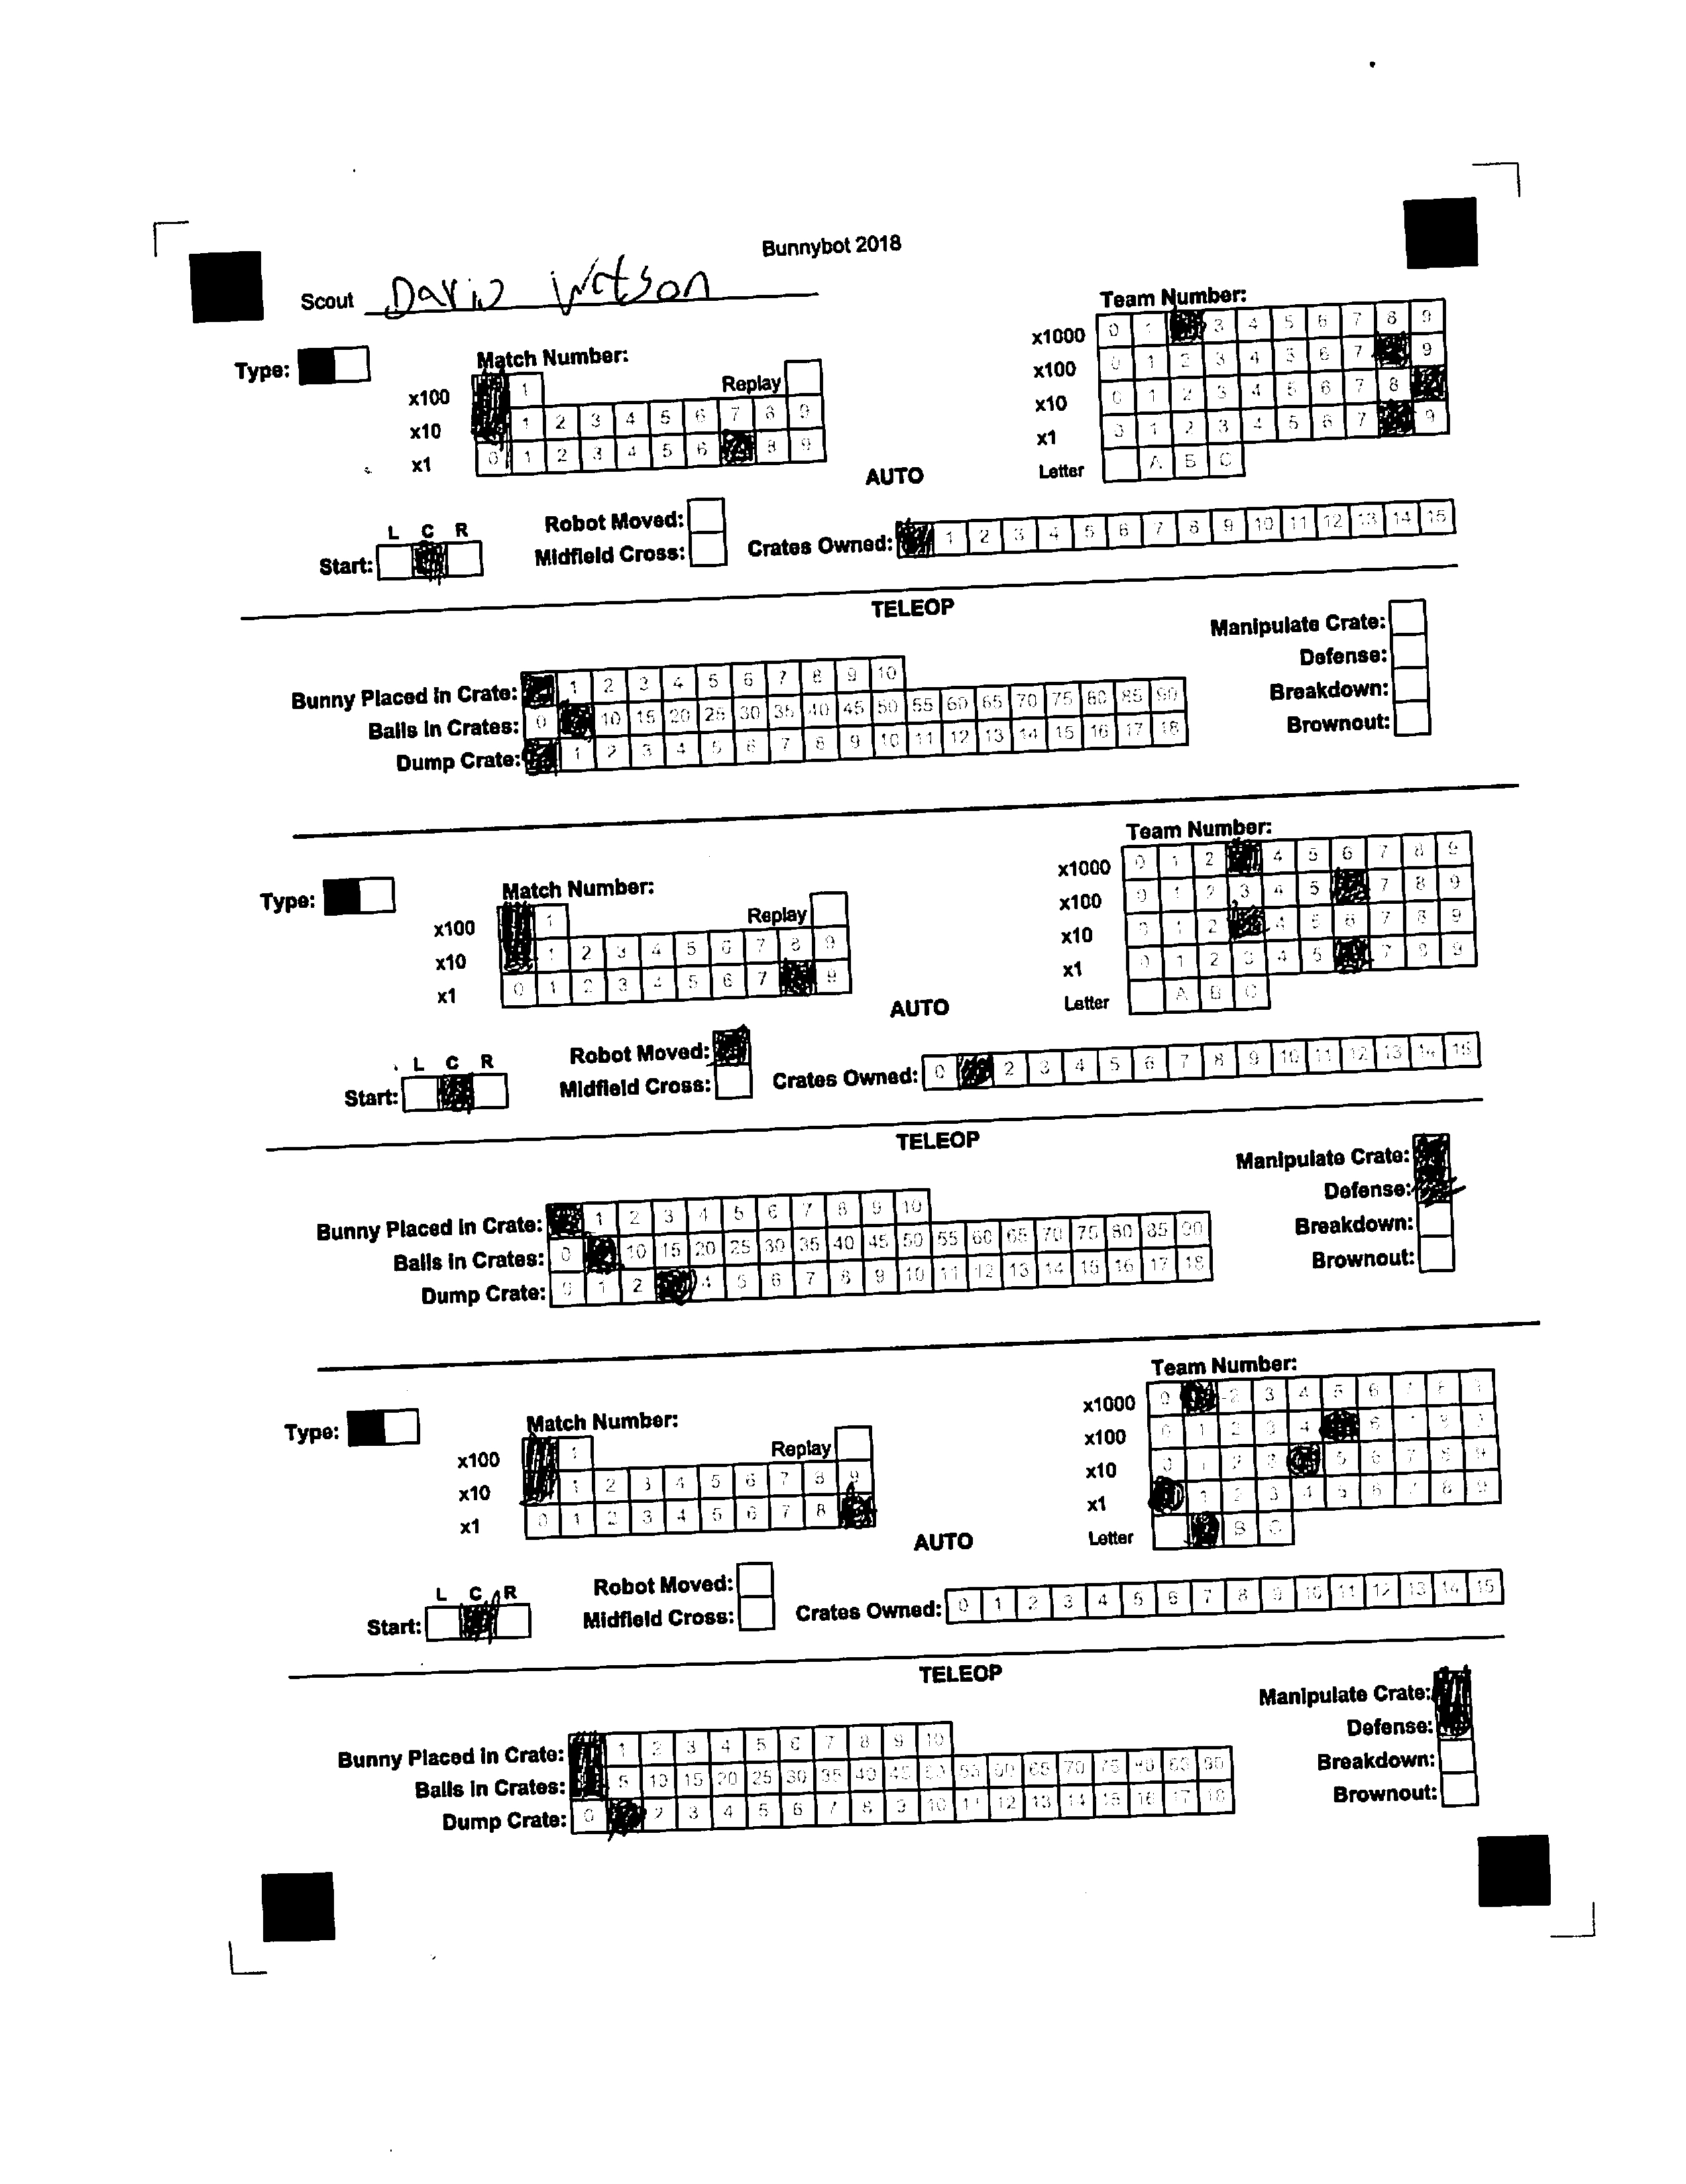 Bunnybot 2018
Scout David Watson
Team Number:
x1000 0 1 3 4 5 6 7 8 9
Type:
Match Number:
x100 0 1 2 3 4 5 6 7 9
x100 1 Replay
x10 0 1 2 3 4 5 6 7 8
x10 1 2 3 4 5 6 7 8 9
x1 0 1 2 3 4 5 6 7 9
x1 0 1 2 3 4 5 6 8 9
Letter A B C
AUTO
L C R
Start:
Robot Moved:
Midfield Cross:
Crates Owned: 1 2 3 4 5 6 7 8 9 10 11 12 13 14 15
TELEOP
Manipulate Crate:
Defense:
Breakdown:
Brownout:
Bunny Placed in Crate: 1 2 3 4 5 6 7 8 9 10
Balls in Crates: 0 10 15 20 25 30 35 40 45 50 55 60 65 70 75 80 85 90
Dump Crate: 1 2 3 4 5 6 7 8 9 10 11 12 13 14 15 16 17 18
Team Number:
x1000 0 1 2 4 5 6 7 8 9
Type:
Match Number:
x100 0 1 2 3 4 5 7 8 9
x100 1 Replay
x10 0 1 2 4 5 6 7 8 9
x10 1 2 3 4 5 6 7 8 9
x1 0 1 2 3 4 5 7 8 9
x1 0 1 2 3 4 5 6 7 9
Letter A B C
AUTO
L C R
Start:
Robot Moved:
Midfield Cross:
Crates Owned: 0 2 3 4 5 6 7 8 9 10 11 12 13 14 15
TELEOP
Manipulate Crate:
Defense:
Breakdown:
Brownout:
Bunny Placed in Crate: 1 2 3 4 5 6 7 8 9 10
Balls in Crates: 0 10 15 20 25 30 35 40 45 50 55 60 65 70 75 80 85 90
Dump Crate: 0 1 2 4 5 6 7 8 9 10 11 12 13 14 15 16 17 18
Team Number:
x1000 0 2 3 4 5 6 7 8 9
Type:
Match Number:
x100 0 1 2 3 4 6 7 8 9
x100 1 Replay
x10 0 1 2 3 5 6 7 8 9
x10 1 2 3 4 5 6 7 8 9
x1 1 2 3 4 5 6 7 8 9
x1 0 1 2 3 4 5 6 7 8
Letter B C
AUTO
L C R
Start:
Robot Moved:
Midfield Cross:
Crates Owned: 0 1 2 3 4 5 6 7 8 9 10 11 12 13 14 15
TELEOP
Manipulate Crate:
Defense:
Breakdown:
Brownout:
Bunny Placed in Crate: 1 2 3 4 5 6 7 8 9 10
Balls in Crates: 5 10 15 20 25 30 35 40 45 50 55 60 65 70 75 80 85 90
Dump Crate: 0 2 3 4 5 6 7 8 9 10 11 12 13 14 15 16 17 18